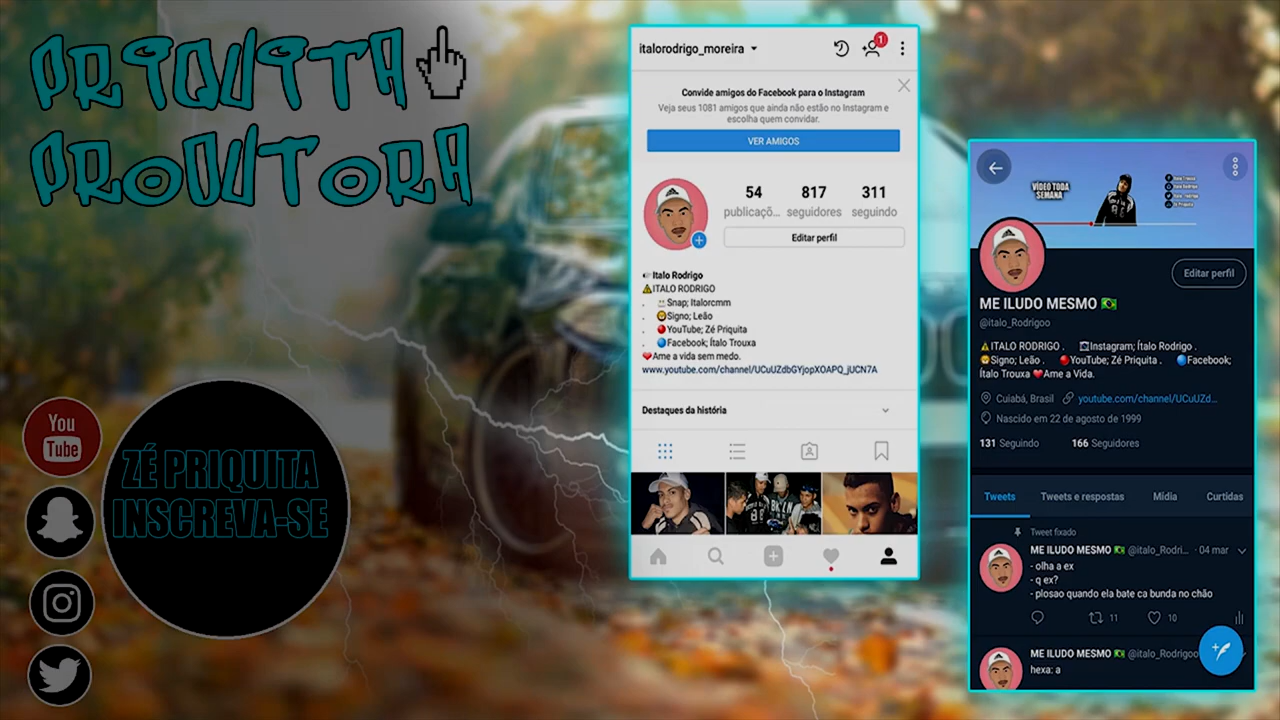 PRIQUITA
PRODUTORA
You
Tube
ZÉ PRIQUITA
INSCREVA-SE
italorodrigo_moreira
1
Convide amigos do Facebook para o Instagram
Veja seus 1081 amigos que ainda não estão no Instagram e
escolha quem convidar.
VER AMIGOS
54 817 311
publicaçõ... seguidores seguindo
Editar perfil
Italo Rodrigo
⚠ITALO RODRIGO
. Snap; Italorcmm
. Signo; Leão
. YouTube; Zé Priquita
. Facebook; Ítalo Trouxa
❤Ame a vida sem medo.
www.youtube.com/channel/UCuUZdbGYjopXOAPQ_jUCN7A
Destaques da história
VÍDEO TODA
SEMANA
Editar perfil
ME ILUDO MESMO 🇧🇷
@italo_Rodrigoo
⚠ITALO RODRIGO . Instagram; Ítalo Rodrigo .
Signo; Leão . YouTube; Zé Priquita . Facebook;
Ítalo Trouxa ❤Ame a Vida.
Cuiabá, Brasil youtube.com/channel/UCuUZd...
Nascido em 22 de agosto de 1999
131 Seguindo 166 Seguidores
Tweets Tweets e respostas Mídia Curtidas
Tweet fixado
ME ILUDO MESMO 🇧🇷 @italo_Rodri... · 04 mar
- olha a ex
- q ex?
- plosao quando ela bate ca bunda no chão
11 10
ME ILUDO MESMO 🇧🇷 @italo_Rodrigoo
hexa: a